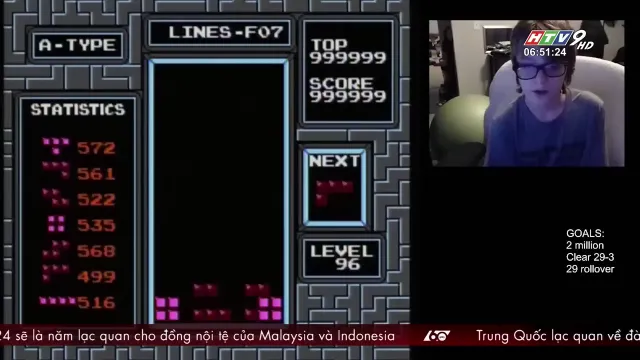 A-TYPE
LINES-F07
TOP
999999
SCORE
999999
STATISTICS
572
561
522
535
568
499
516
NEXT
LEVEL
96
HTV9 HD
06:51:24
GOALS:
2 million
Clear 29-3
29 rollover
24 sẽ là năm lạc quan cho đồng nội tệ của Malaysia và Indonesia
60
Trung Quốc lạc quan về đà